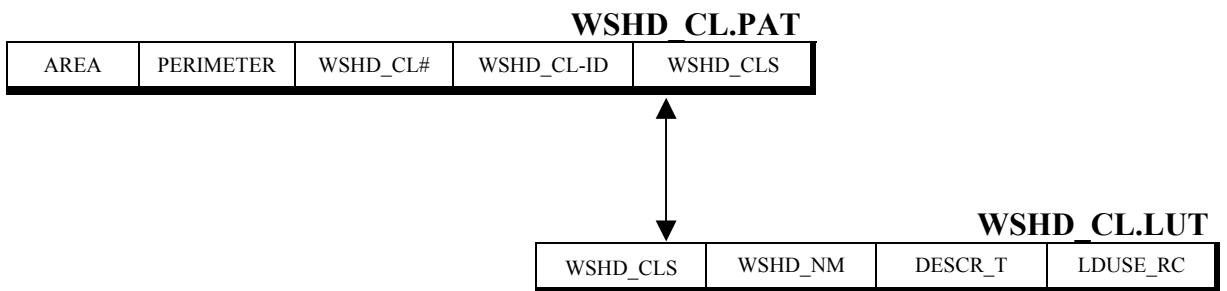 WSHD_CL.PAT
AREA PERIMETER WSHD_CL# WSHD_CL-ID WSHD_CLS
WSHD_CL.LUT
WSHD_CLS WSHD_NM DESCR_T LDUSE_RC